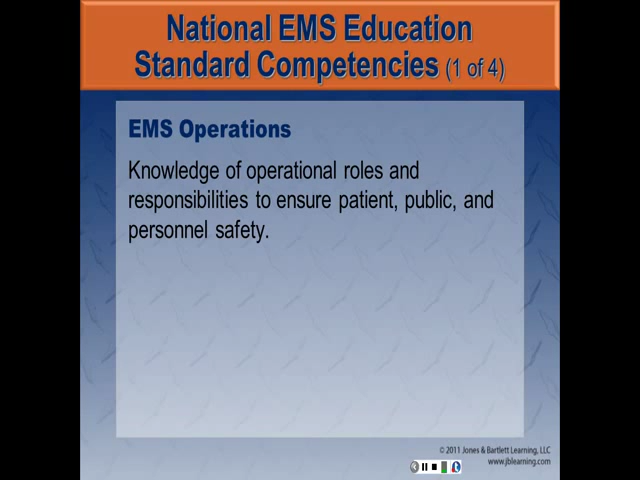 National EMS Education
Standard Competencies (1 of 4)
EMS Operations
Knowledge of operational roles and
responsibilities to ensure patient, public, and
personnel safety.
© 2011 Jones & Bartlett Learning, LLC
www.jblearning.com